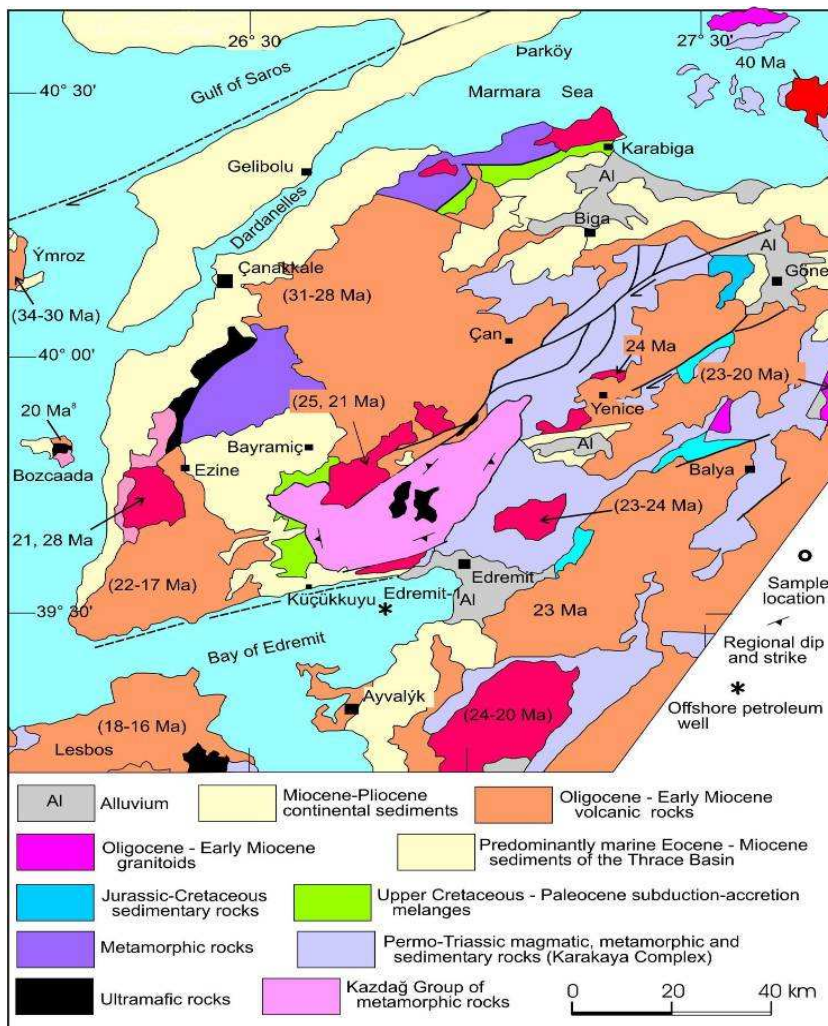 26° 30'
27° 30'
40° 30'
Gulf of Saros
Þarköy
Marmara Sea
40 Ma
Gelibolu
Karabiga
Al
Dardanelles
Biga
Al
Ýmroz
Çanakkale
Göne
(34-30 Ma)
(31-28 Ma)
Çan
40° 00'
24 Ma
(23-20 Ma)
20 Ma⁸
(25, 21 Ma)
Yenice
Bayramiç
Al
Bozcaada
Ezine
Balya
21, 28 Ma
(23-24 Ma)
(22-17 Ma)
Edremit
Sample
location
39° 30'
Küçükkuyu
Edremit-1
Al
23 Ma
Regional dip
and strike
Bay of Edremit
Offshore petroleum
well
Ayvalýk
(18-16 Ma)
(24-20 Ma)
Lesbos
Al Alluvium
Miocene-Pliocene
continental sediments
Oligocene - Early Miocene
volcanic rocks
Oligocene - Early Miocene
granitoids
Predominantly marine Eocene - Miocene
sediments of the Thrace Basin
Jurassic-Cretaceous
sedimentary rocks
Upper Cretaceous - Paleocene subduction-accretion
melanges
Metamorphic rocks
Permo-Triassic magmatic, metamorphic and
sedimentary rocks (Karakaya Complex)
Ultramafic rocks
Kazdağ Group of
metamorphic rocks
0 20 40 km